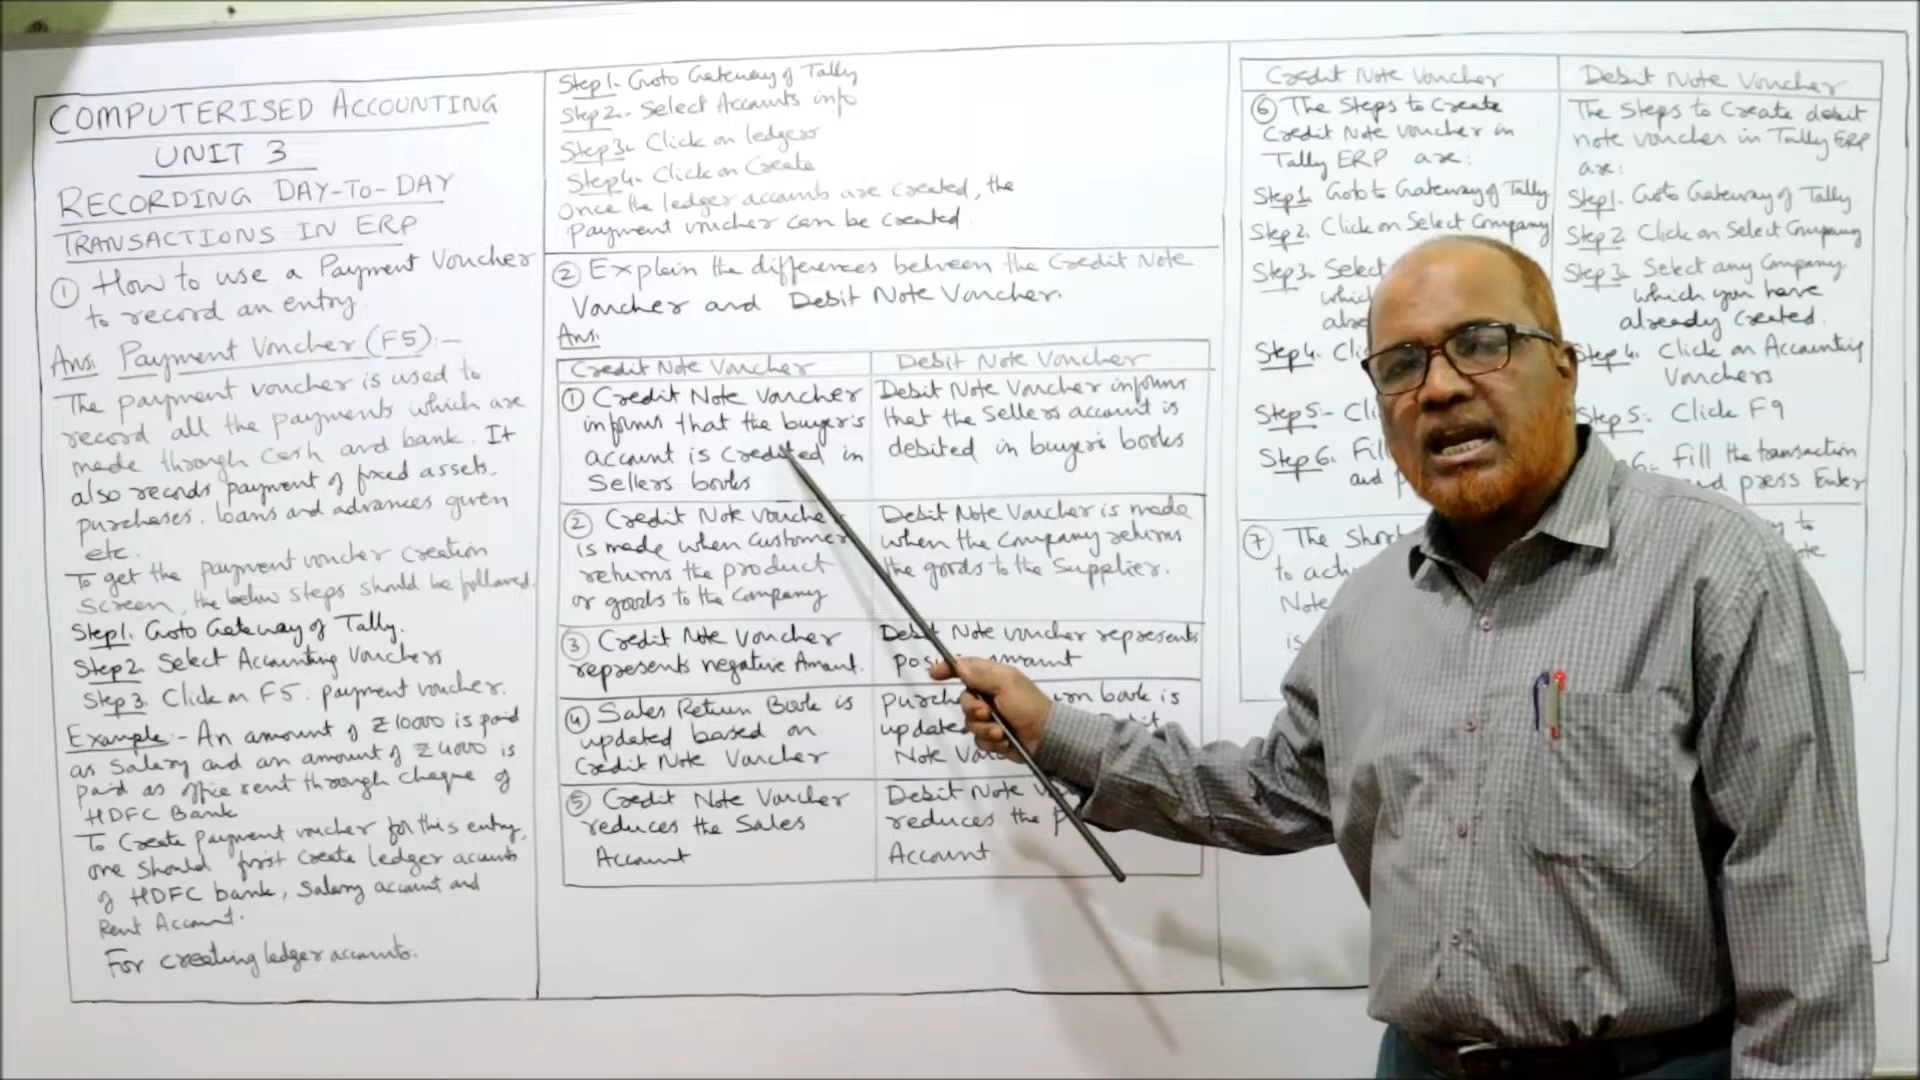 COMPUTERISED ACCOUNTING
UNIT 3
RECORDING DAY-TO-DAY
TRANSACTIONS IN ERP
① How to use a Payment Voucher
to record an entry.
Ans: Payment Voucher (F5):-
The payment voucher is used to
record all the payments which are
made through cash and bank. It
also records payment of fixed assets
purchases. loans and advances given
etc.
To get the payment voucher creation
screen, the below steps should be followed.
Step1. Goto Gateway of Tally.
Step2. Select Accounting Vouchers
Step 3. Click on F5: payment voucher.
Example:- An amount of ₹10000 is paid
as salary and an amount of ₹4000 is
paid as office rent through cheque of
HDFC Bank
To create payment voucher for this entry,
one should first create ledger accounts
of HDFC bank, salary account and
Rent Account.
For creating ledger accounts.
Step1. Goto Gateway of Tally
Step2.- Select Accounts info
Step3.- Click on ledgers
Step4. Click on Create
Once the ledger accounts are created, the
payment voucher can be created.
② Explain the differences between the Credit Note
Voucher and Debit Note Voucher.
Ans:
Credit Note Voucher
Debit Note Voucher
① Credit Note Voucher
informs that the buyer's
account is credited in
Sellers books
Debit Note Voucher informs
that the Sellers account is
debited in buyer's books
② Credit Note Voucher
is made when customer
returns the product
or goods to the Company
Debit Note Voucher is made
when the Company returns
the goods to the Supplier.
③ Credit Note Voucher
represents negative Amount.
Debit Note voucher represents
④ Sales Return Book is
updated based on
Credit Note Voucher
book is
Note
⑤ Credit Note Voucher
reduces the Sales
Account
Debit Note
reduces the
Account
Credit Note Voucher
Debit Note Voucher
⑥ The Steps to Create
Credit Note Voucher in
Tally ERP are:
Step1. Goto Gateway of Tally
Step2. Click on Select Company
Step3. Select
Step4.
Step5:-
Step6. Fill
and
The Steps to Create debit
note voucher in Tally ERP
are:
Step1. Goto Gateway of Tally
Step2. Click on Select Company
Step3. Select any Company
which you have
already created.
Step4. Click on Accounting
Vouchers
Step5:- Click F9
6.- Fill the transaction
and press Enter
⑦ The
to
Note
is
to